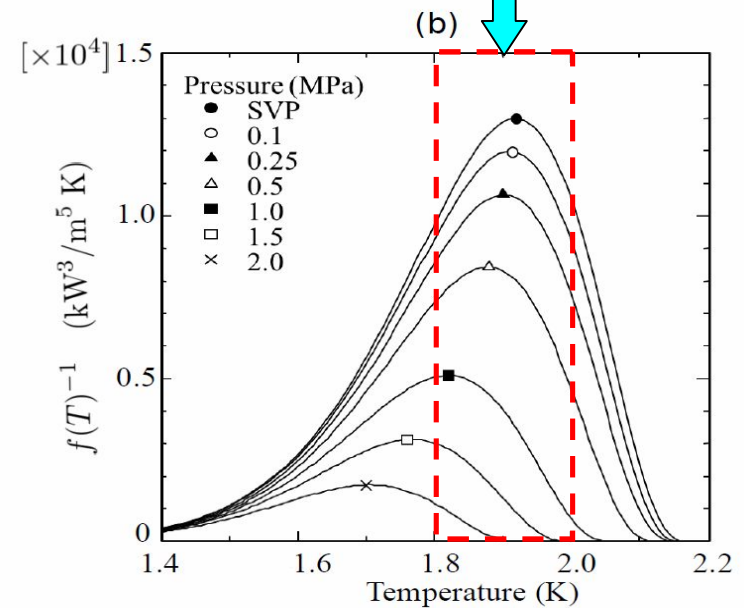 (b)
[×10⁴]
1.5
1.0
0.5
0
f(T)⁻¹ (kW³/m⁵ K)
Pressure (MPa)
SVP
0.1
0.25
0.5
1.0
1.5
2.0
1.4 1.6 1.8 2.0 2.2
Temperature (K)